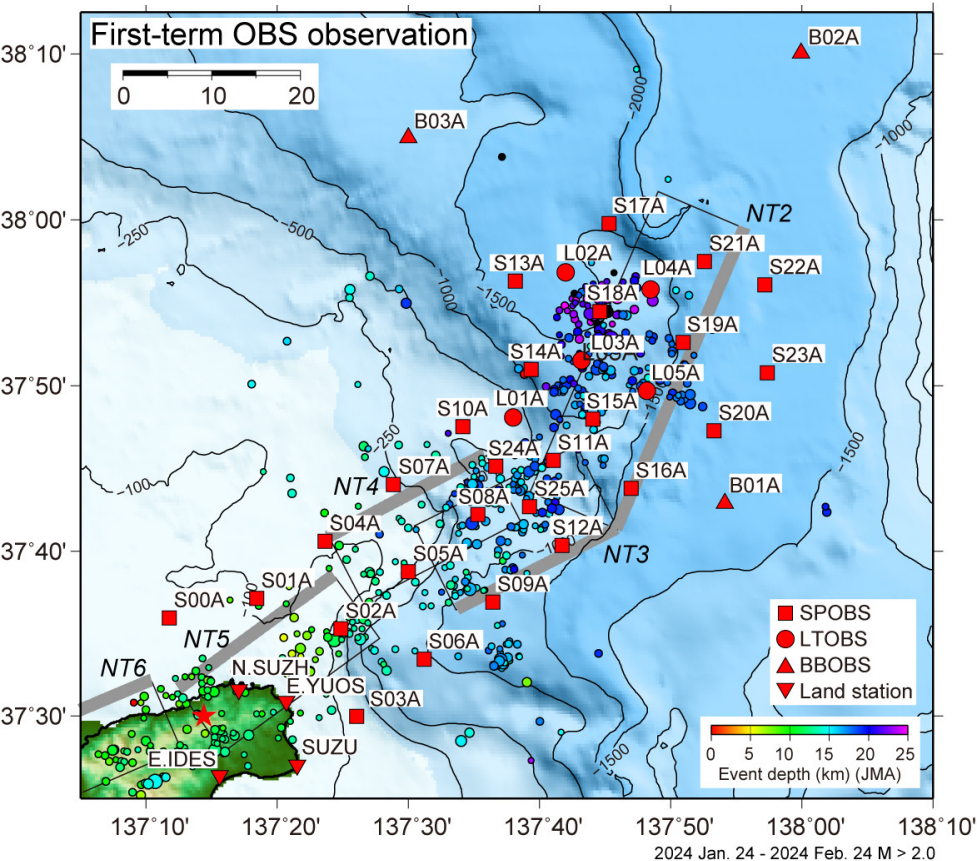 First-term OBS observation
0 10 20
38°10'
38°00'
37°50'
37°40'
37°30'
B02A
B03A
−2000
−1000
S17A
NT2
−250
−500
S21A
L02A
S13A
L04A
S22A
−1000
−1500
S18A
S19A
L03A
S14A
S23A
L05A
−1500
L01A
S15A
S10A
S20A
−250
−1500
S24A
S11A
S07A
S16A
−100
NT4
S08A
S25A
B01A
S04A
S12A
NT3
S05A
S01A
S09A
S00A
−100
S02A
NT5
S06A
NT6
N.SUZH
E.YUOS
S03A
SUZU
E.IDES
−1500
SPOBS
LTOBS
BBOBS
Land station
0 5 10 15 20 25
Event depth (km) (JMA)
137°10' 137°20' 137°30' 137°40' 137°50' 138°00' 138°10'
2024 Jan. 24 - 2024 Feb. 24 M > 2.0